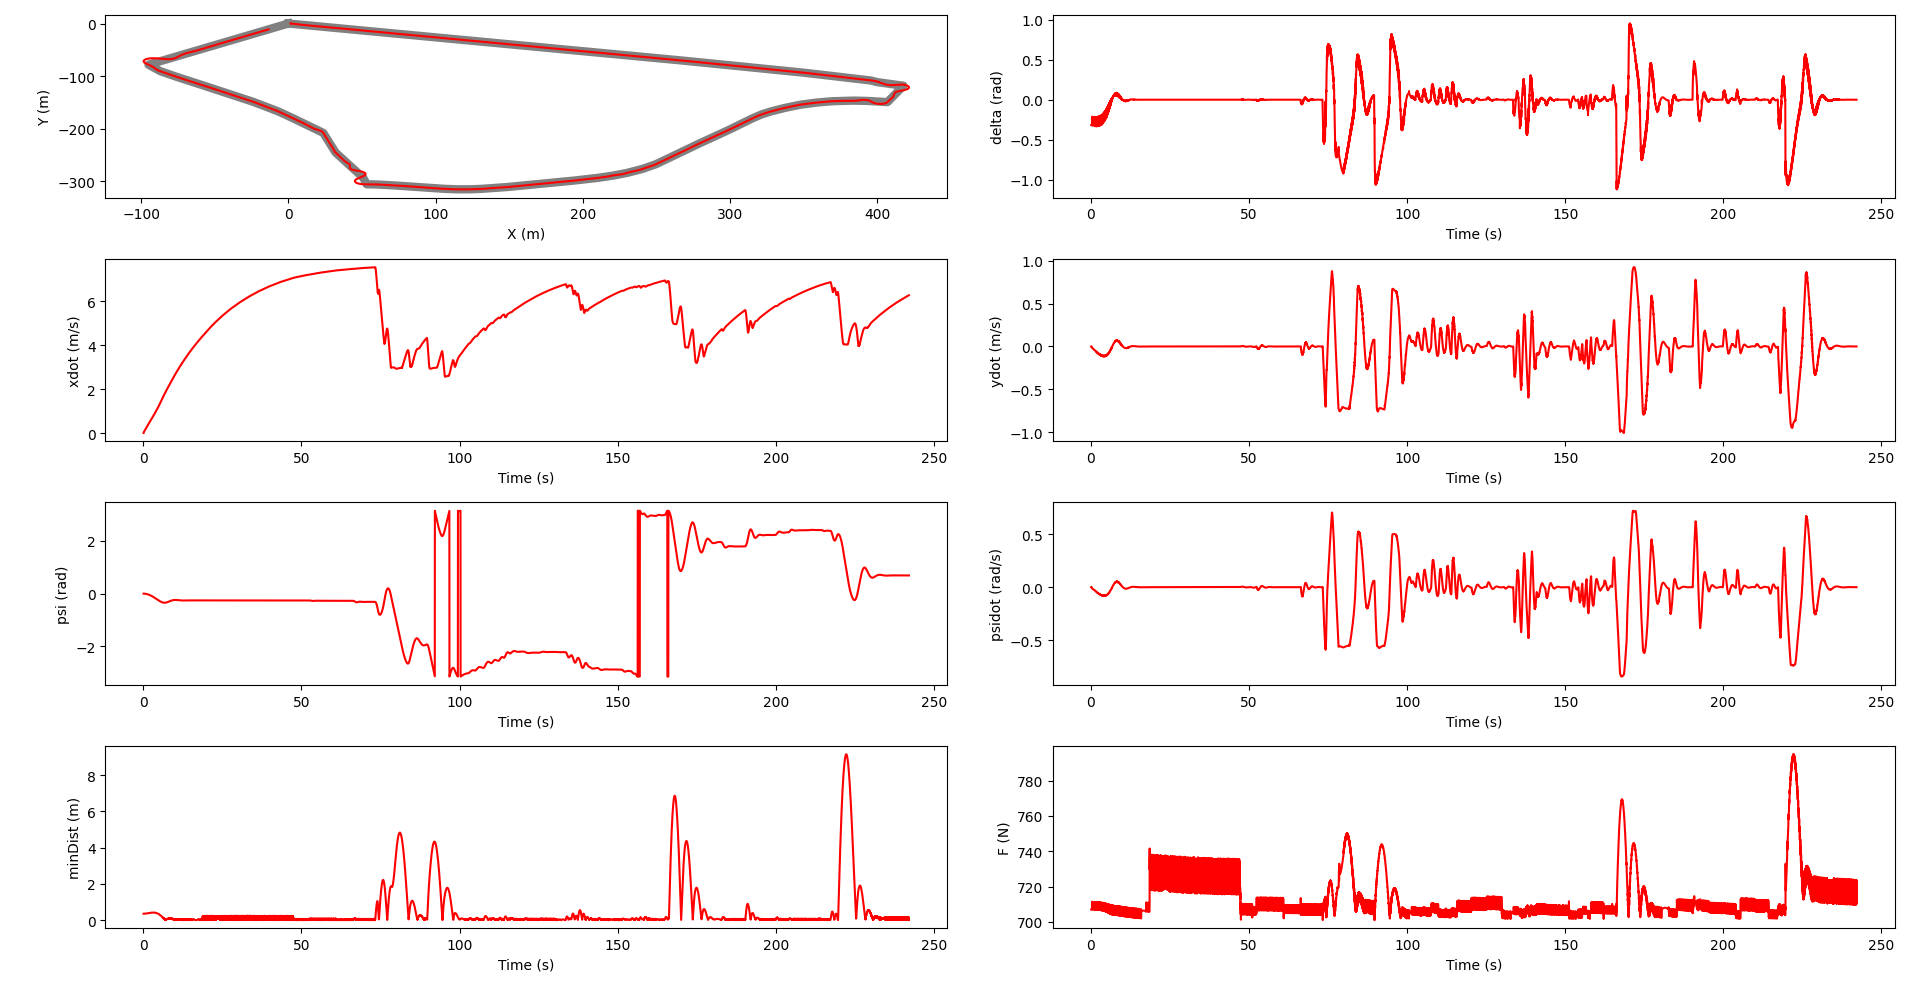 0
−100
−200
−300
Y (m)
−100 0 100 200 300 400
X (m)
1.0
0.5
0.0
−0.5
−1.0
delta (rad)
0 50 100 150 200 250
Time (s)
6
4
2
0
xdot (m/s)
0 50 100 150 200 250
Time (s)
1.0
0.5
0.0
−0.5
−1.0
ydot (m/s)
0 50 100 150 200 250
Time (s)
2
0
−2
psi (rad)
0 50 100 150 200 250
Time (s)
0.5
0.0
−0.5
psidot (rad/s)
0 50 100 150 200 250
Time (s)
8
6
4
2
0
minDist (m)
0 50 100 150 200 250
Time (s)
780
760
740
720
700
F (N)
0 50 100 150 200 250
Time (s)